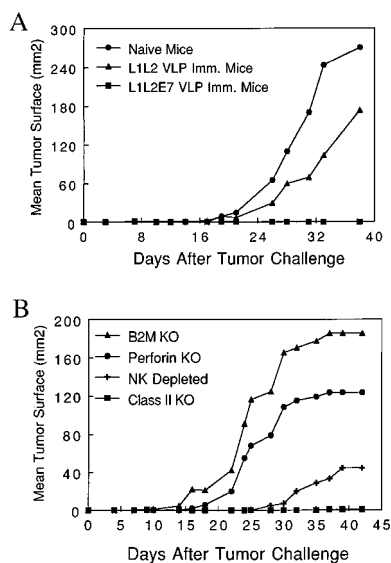 A
Mean Tumor Surface (mm2)
300
240
180
120
60
0
Naive Mice
L1L2 VLP Imm. Mice
L1L2E7 VLP Imm. Mice
0 8 16 24 32 40
Days After Tumor Challenge
B
Mean Tumor Surface (mm2)
200
160
120
80
40
0
B2M KO
Perforin KO
NK Depleted
Class II KO
0 5 10 15 20 25 30 35 40 45
Days After Tumor Challenge